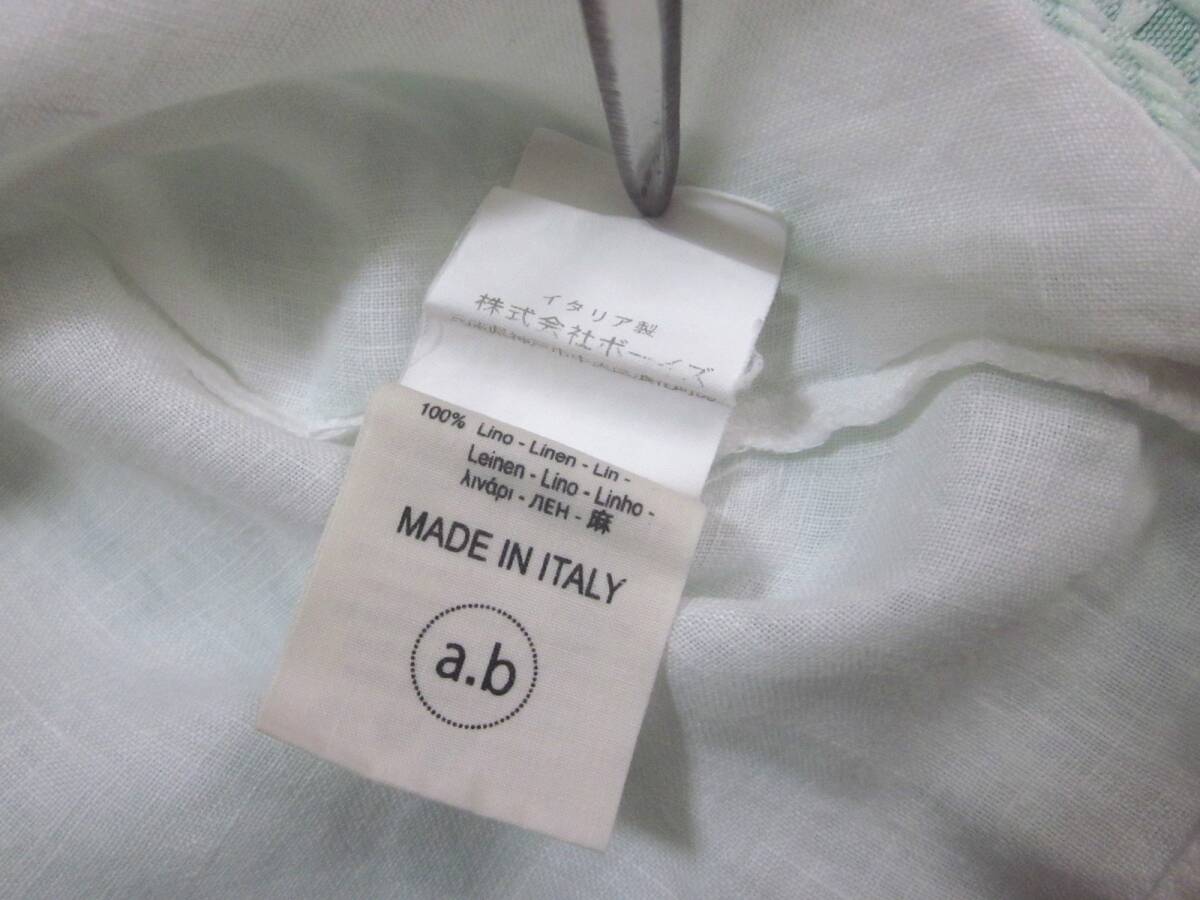 イタリア製
株式会社ボーイズ
100% Lino - Linen - Lin -
Leinen - Lino - Linho -
λινάρι - ЛЕН - 麻
MADE IN ITALY
a.b